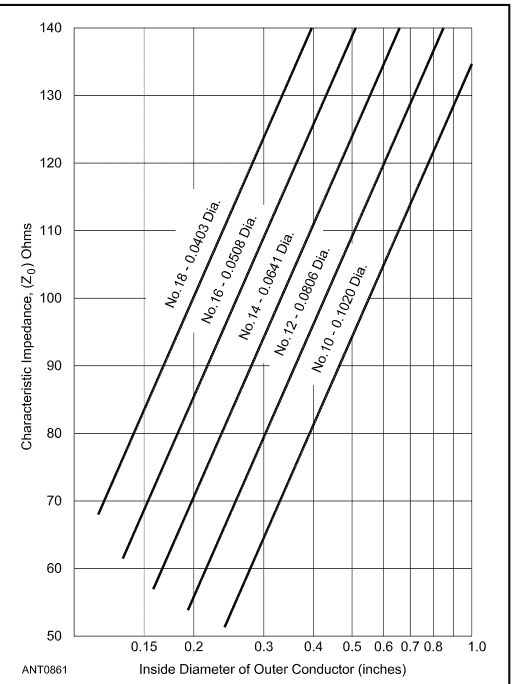 140
130
120
110
100
90
80
70
60
50
Characteristic Impedance, (Z₀) Ohms
No.18 - 0.0403 Dia.
No.16 - 0.0508 Dia.
No.14 - 0.0641 Dia.
No.12 - 0.0806 Dia.
No.10 - 0.1020 Dia.
0.15 0.2 0.3 0.4 0.5 0.6 0.7 0.8 1.0
ANT0861 Inside Diameter of Outer Conductor (inches)